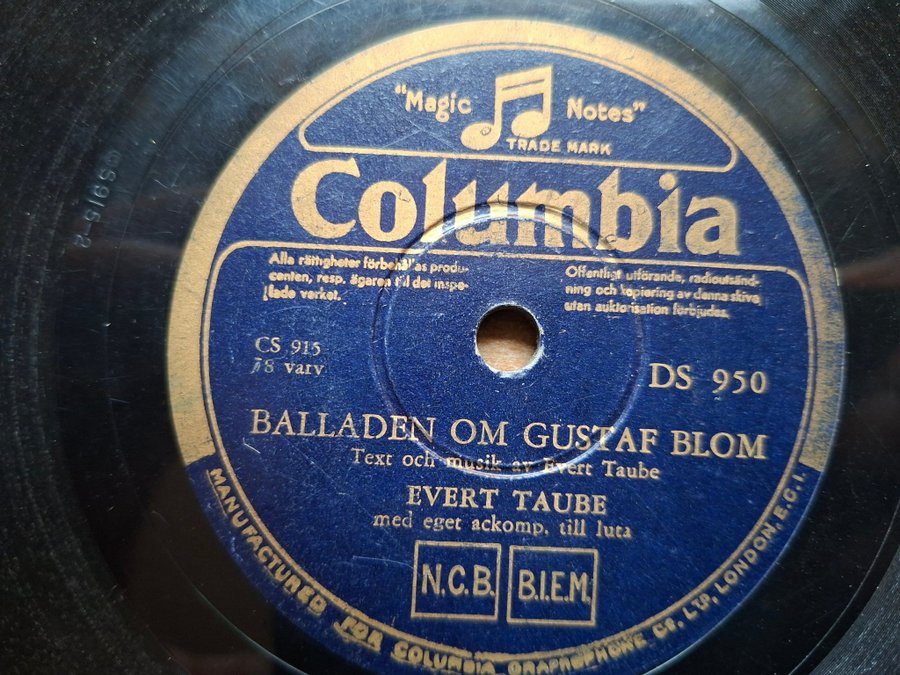 "Magic Notes"
TRADE MARK
Columbia
Alla rättigheter förbehållas produ-
centen, resp. ägaren till det inspe-
lade verket.
Offentligt utförande, radioutsänd-
ning och kopiering av denna skiva
utan auktorisation förbjudas.
CS 915
78 varv
DS 950
BALLADEN OM GUSTAF BLOM
Text och musik av Evert Taube
EVERT TAUBE
med eget ackomp. till luta
N.C.B.
B.I.E.M.
MANUFACTURED FOR COLUMBIA GRAPHOPHONE CO. LTD, LONDON, E.C.1.
CS915-2